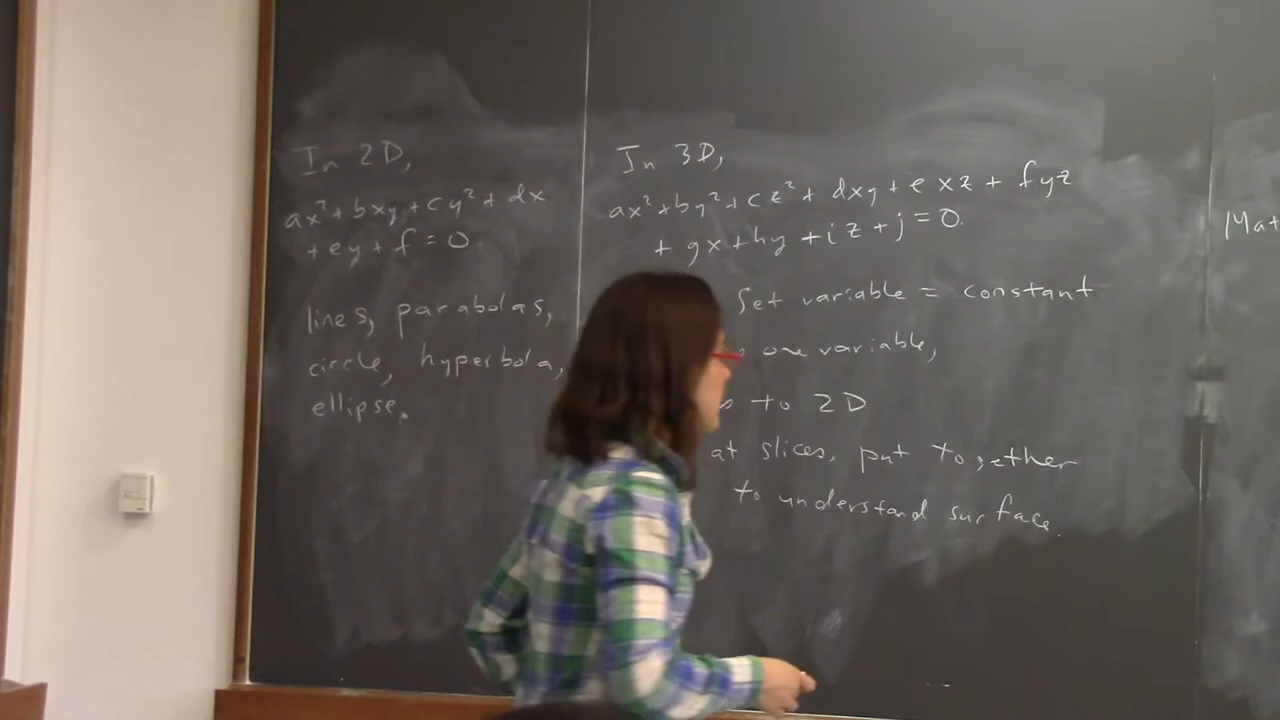 In 2D,
ax²+bxy+cy²+dx
+ey+f=0.
lines, parabolas,
circle, hyperbola,
ellipse.
In 3D,
ax²+by²+cz²+dxy+exz+fyz
+gx+hy+iz+j=0.
Set variable = constant
one variable,
to 2D
at slices, put together
to understand surface.